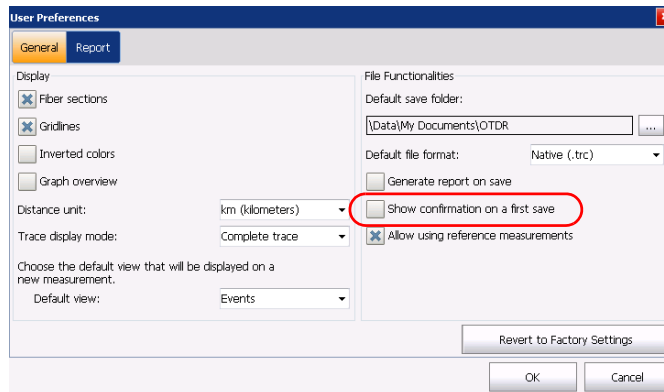 User Preferences
General Report
Display
Fiber sections
Gridlines
Inverted colors
Graph overview
Distance unit: km (kilometers)
Trace display mode: Complete trace
Choose the default view that will be displayed on a
new measurement.
Default view: Events
File Functionalities
Default save folder:
\Data\My Documents\OTDR ...
Default file format: Native (.trc)
Generate report on save
Show confirmation on a first save
Allow using reference measurements
Revert to Factory Settings
OK Cancel